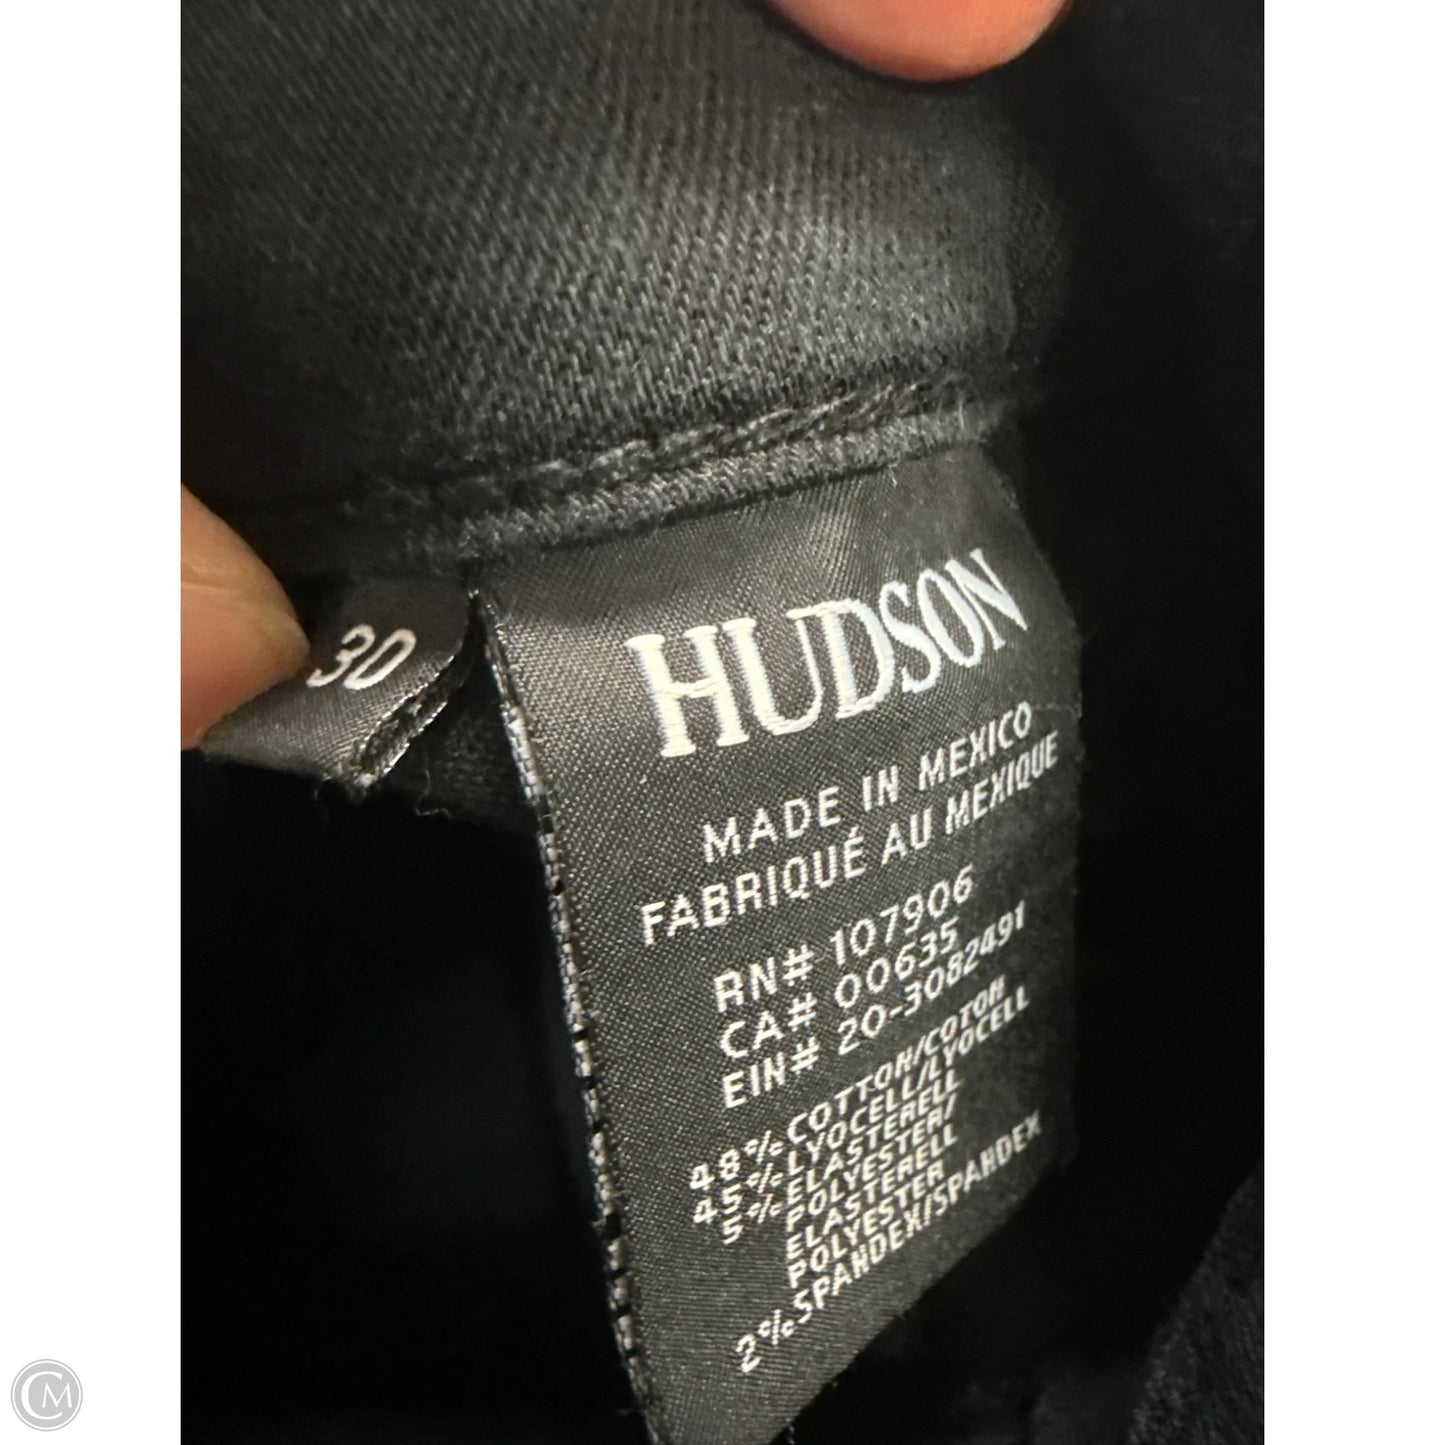 30
HUDSON
MADE IN MEXICO
FABRIQUÉ AU MEXIQUE
RN# 107906
CA# 00635
EIN# 20-3082491
48% COTTON/COTON
45% LYOCELL/LYOCELL
5% ELASTERELL
POLYESTER/
ELASTERELL
POLYESTER
2% SPANDEX/SPANDEX
CM